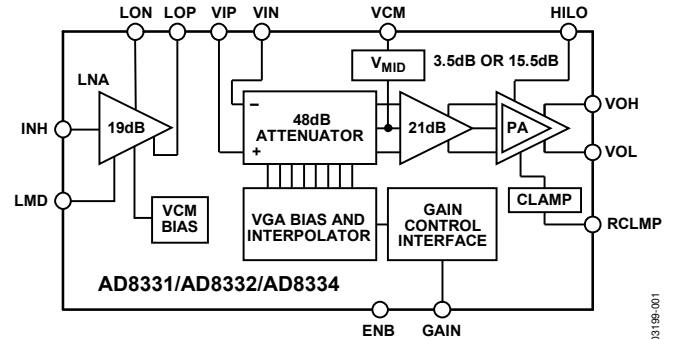 LON LOP VIP VIN VCM HILO
LNA
VMID
3.5dB OR 15.5dB
INH
19dB
–
+
48dB
ATTENUATOR
21dB
PA
VOH
VOL
LMD
VCM
BIAS
VGA BIAS AND
INTERPOLATOR
GAIN
CONTROL
INTERFACE
CLAMP
RCLMP
AD8331/AD8332/AD8334
ENB GAIN
03199-001